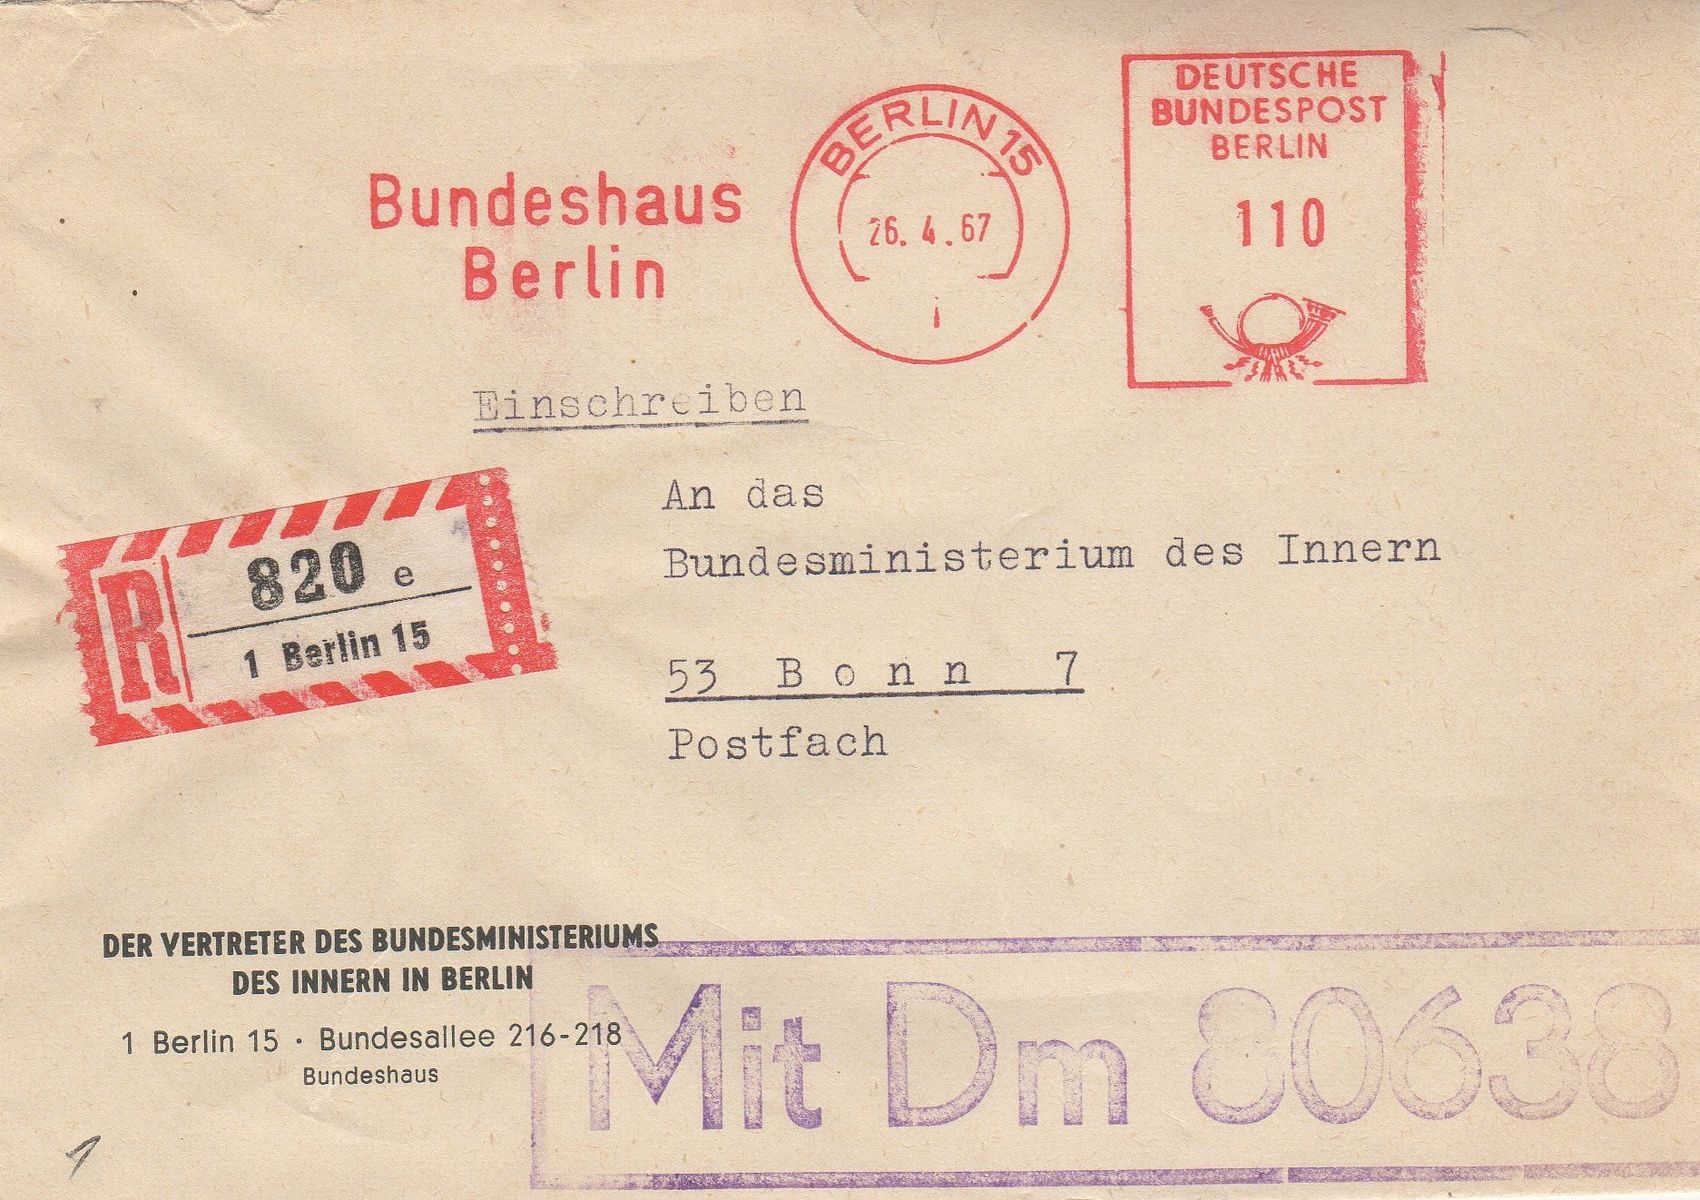 Bundeshaus
Berlin
BERLIN 15
26. 4. 67
DEUTSCHE
BUNDESPOST
BERLIN
110
Einschreiben
An das
Bundesministerium des Innern
53 Bonn 7
Postfach
R
820 e
1 Berlin 15
DER VERTRETER DES BUNDESMINISTERIUMS
DES INNERN IN BERLIN
1 Berlin 15 · Bundesallee 216-218
Bundeshaus
Mit Dm 80638
1